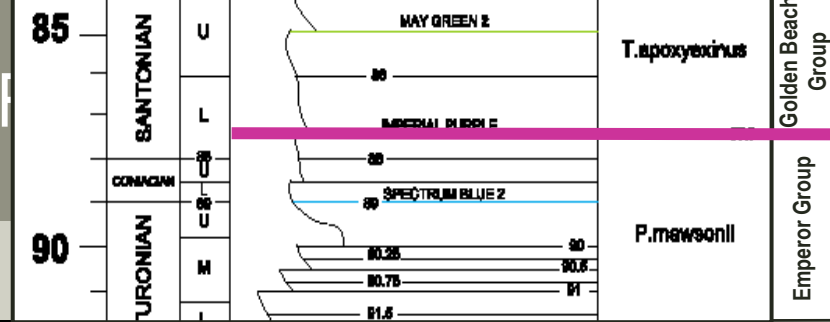 85
SANTONIAN
U
MAY GREEN 2
T.apoxyexinus
Golden Beach
Group
86
L
IMPERIAL PURPLE
88
88
U
CONIACIAN
L
SPECTRUM BLUE 2
89
89
U
P.mawsonii
Emperor Group
90
TURONIAN
90
90.25
90.5
M
90.75
91
91.5